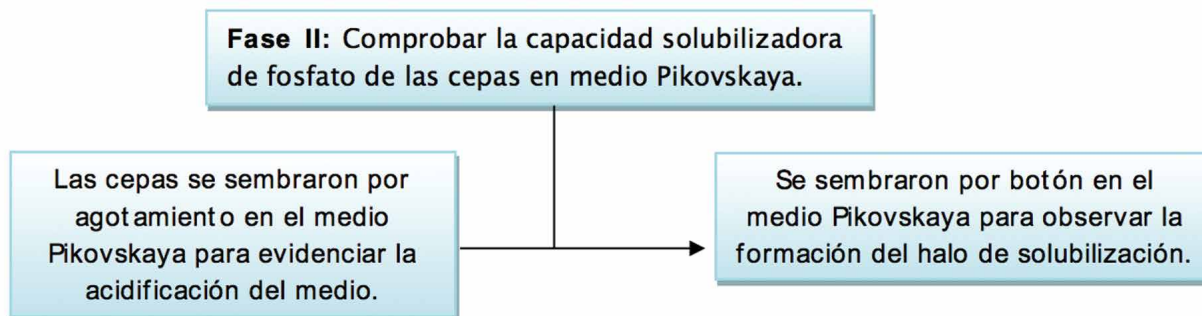 Fase II: Comprobar la capacidad solubilizadora
de fosfato de las cepas en medio Pikovskaya.
Las cepas se sembraron por
agotamiento en el medio
Pikovskaya para evidenciar la
acidificación del medio.
Se sembraron por botón en el
medio Pikovskaya para observar la
formación del halo de solubilización.